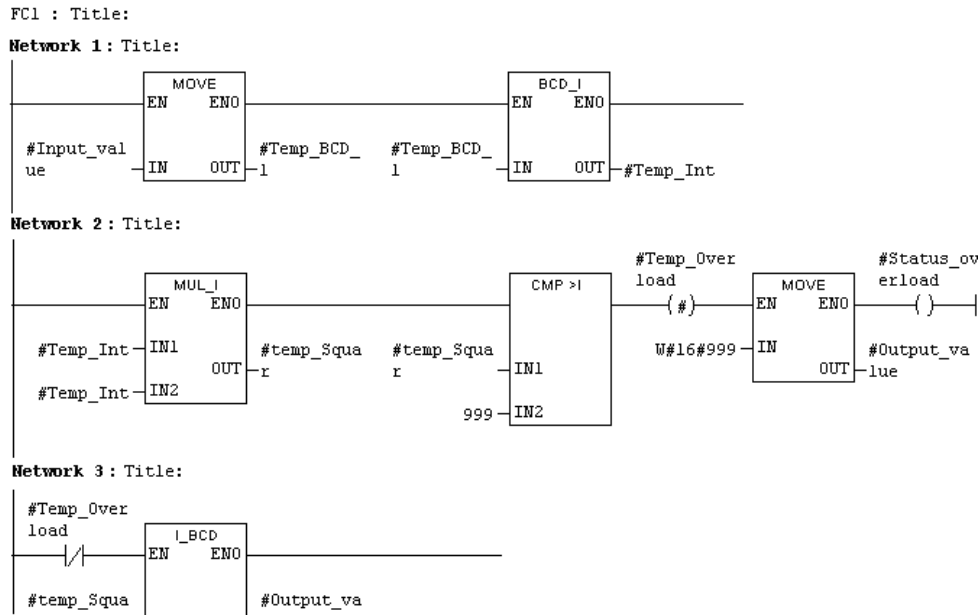 FC1 : Title:
Network 1: Title:
MOVE
BCD_I
EN ENO
EN ENO
#Input_val
ue
IN OUT
#Temp_BCD_
1
#Temp_BCD_
1
IN OUT
#Temp_Int
Network 2: Title:
MUL_I
EN ENO
#Temp_Int
IN1
#Temp_Int
IN2
OUT
#temp_Squa
r
#temp_Squa
r
CMP >I
IN1
999
IN2
#Temp_Over
load
(#)
MOVE
EN ENO
W#16#999
IN
OUT
#Output_va
lue
#Status_ov
erload
( )
Network 3: Title:
#Temp_Over
load
I_BCD
EN ENO
#temp_Squa
#Output_va